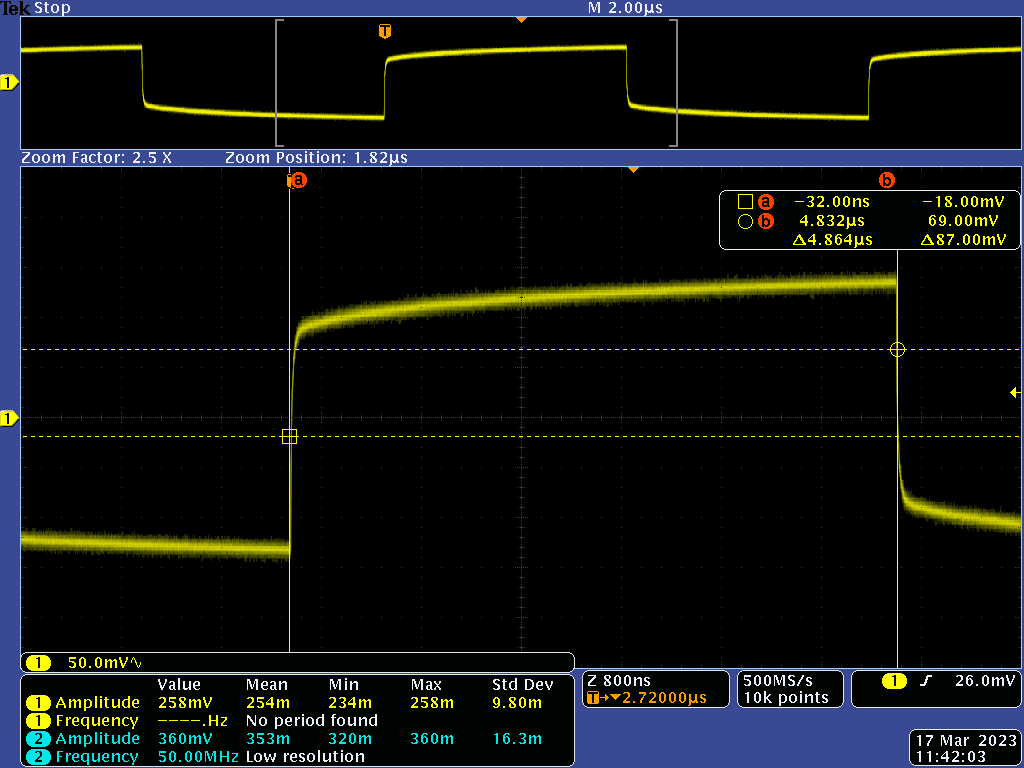 Tek Stop M 2.00µs
T
1
Zoom Factor: 2.5 X Zoom Position: 1.82µs
a b
a −32.00ns −18.00mV
b 4.832µs 69.00mV
Δ4.864µs Δ87.00mV
1
1 50.0mV∿
Value Mean Min Max Std Dev
1 Amplitude 258mV 254m 234m 258m 9.80m
1 Frequency ----.Hz No period found
2 Amplitude 360mV 353m 320m 360m 16.3m
2 Frequency 50.00MHz Low resolution
Z 800ns
T→▼2.72000µs
500MS/s
10k points
1 ƒ 26.0mV
17 Mar 2023
11:42:03